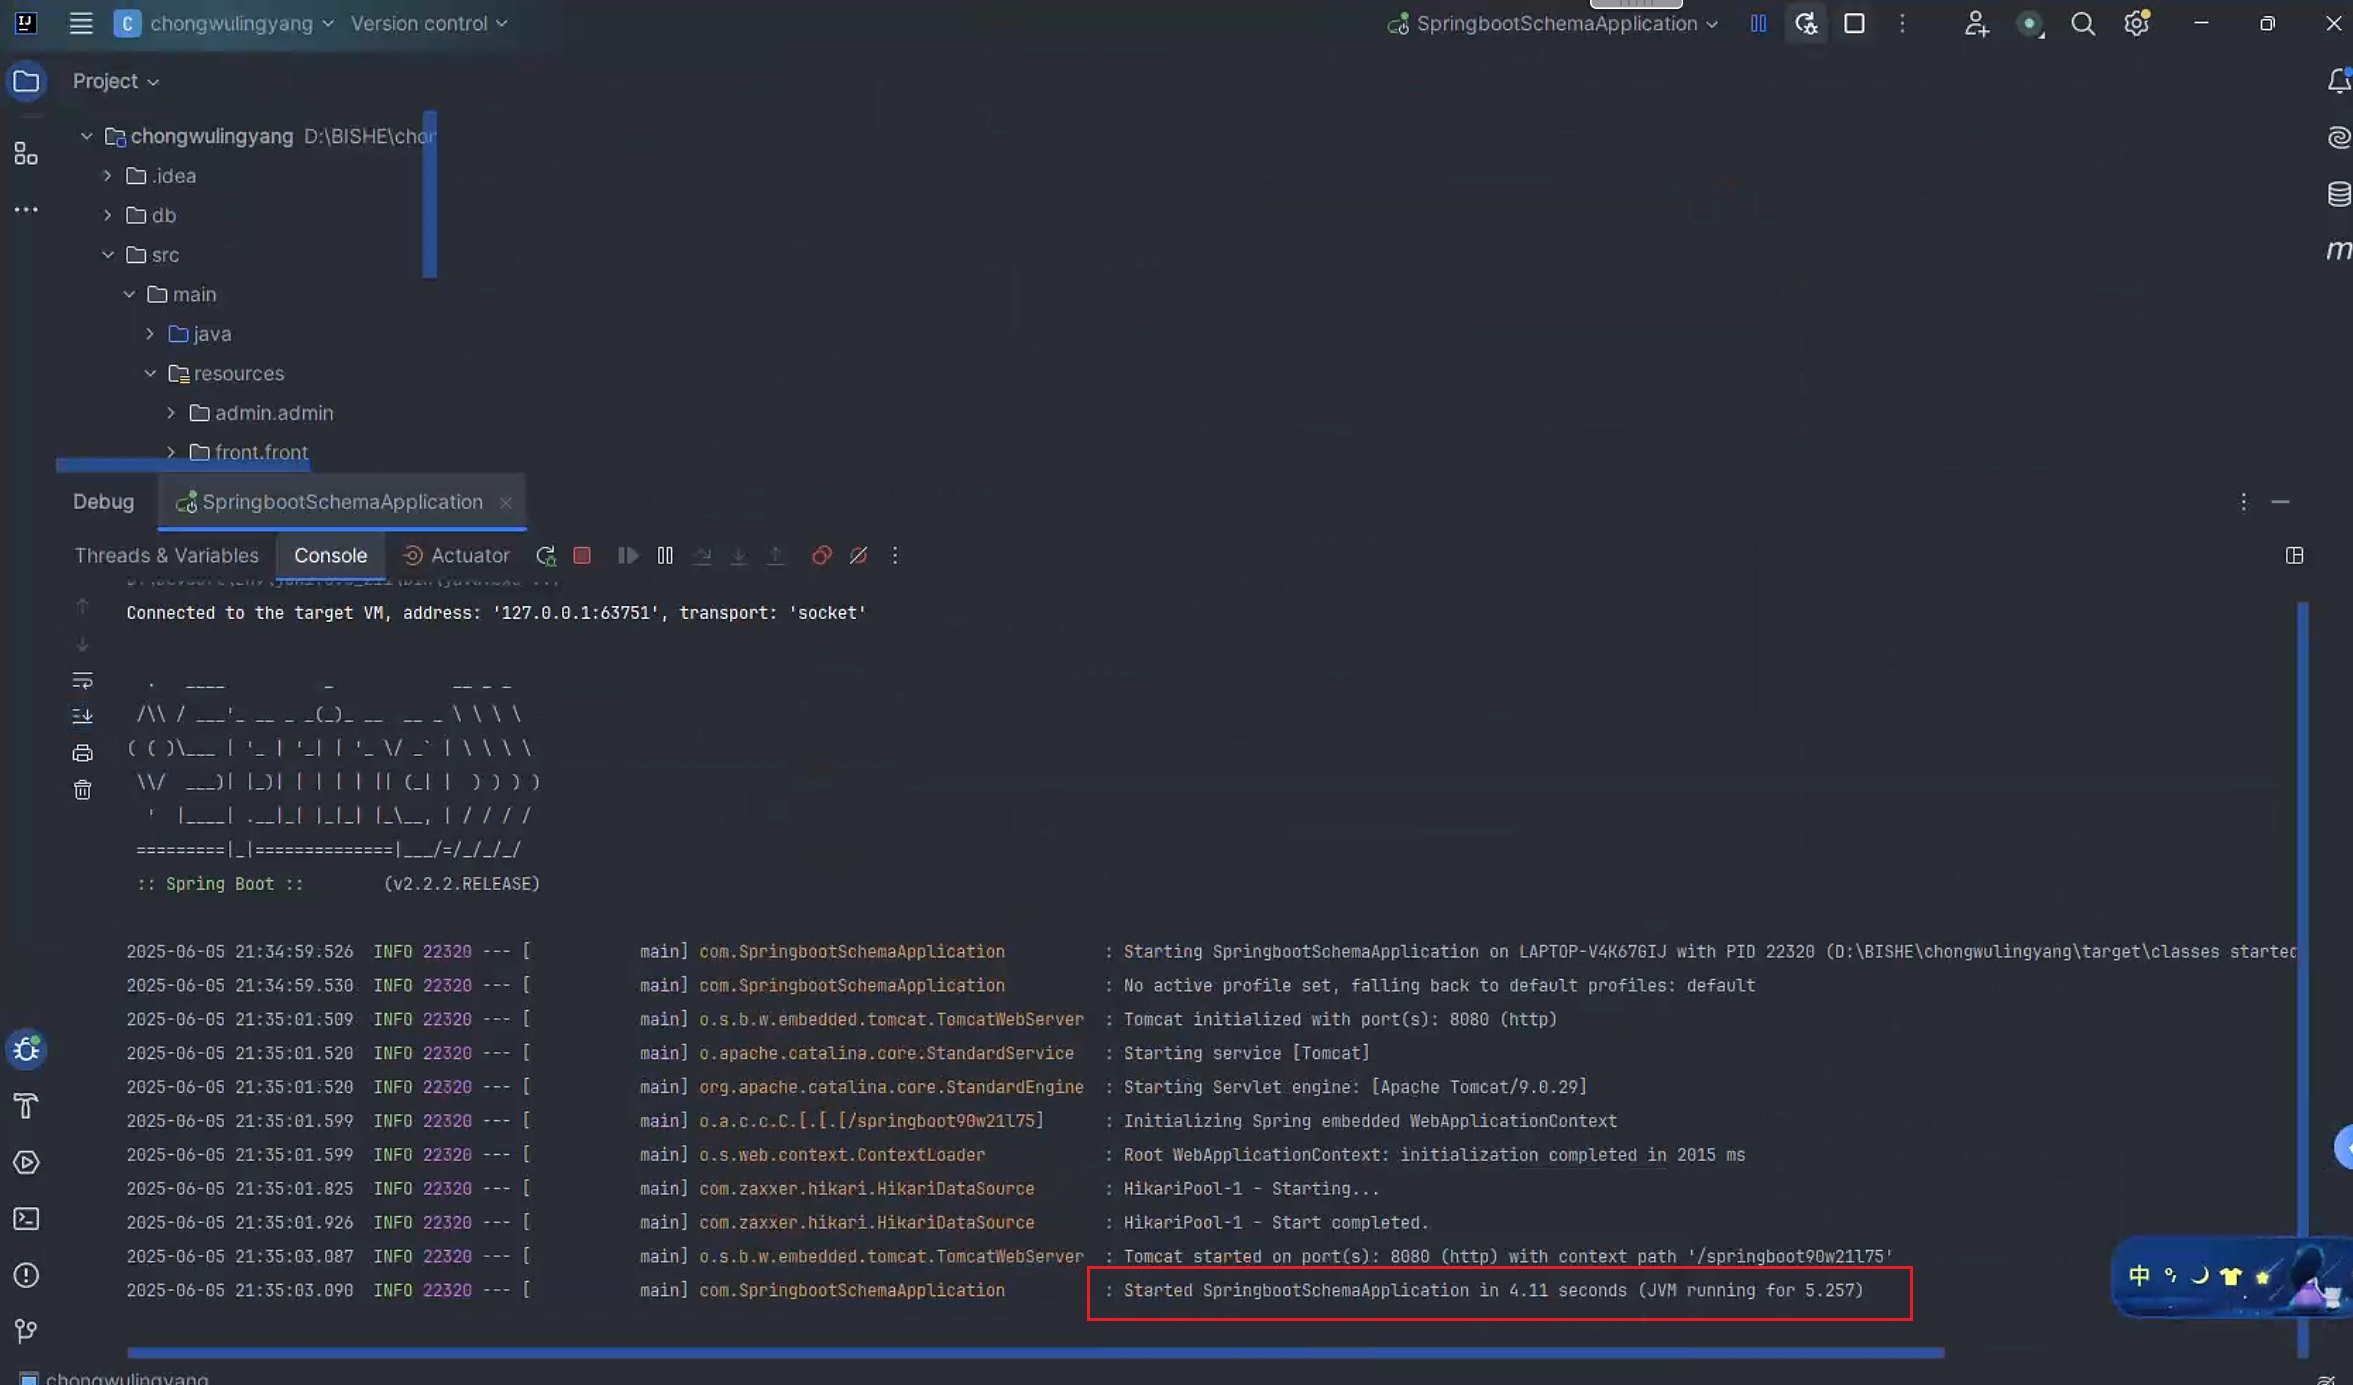 IJ
C chongwulingyang Version control SpringbootSchemaApplication
Project
chongwulingyang D:\BISHE\chor
.idea
db
src
main
java
resources
admin.admin
front.front
m
Debug SpringbootSchemaApplication
Threads & Variables Console Actuator
Connected to the target VM, address: '127.0.0.1:63751', transport: 'socket'
  .   ____          _            __ _ _
 /\\ / ___'_ __ _ _(_)_ __  __ _ \ \ \ \
( ( )\___ | '_ | '_| | '_ \/ _` | \ \ \ \
 \\/  ___)| |_)| | | | | || (_| |  ) ) ) )
  '  |____| .__|_| |_|_| |_\__, | / / / /
 =========|_|==============|___/=/_/_/_/
 :: Spring Boot ::        (v2.2.2.RELEASE)
2025-06-05 21:34:59.526  INFO 22320 --- [           main] com.SpringbootSchemaApplication          : Starting SpringbootSchemaApplication on LAPTOP-V4K67GIJ with PID 22320 (D:\BISHE\chongwulingyang\target\classes started
2025-06-05 21:34:59.530  INFO 22320 --- [           main] com.SpringbootSchemaApplication          : No active profile set, falling back to default profiles: default
2025-06-05 21:35:01.509  INFO 22320 --- [           main] o.s.b.w.embedded.tomcat.TomcatWebServer  : Tomcat initialized with port(s): 8080 (http)
2025-06-05 21:35:01.520  INFO 22320 --- [           main] o.apache.catalina.core.StandardService   : Starting service [Tomcat]
2025-06-05 21:35:01.520  INFO 22320 --- [           main] org.apache.catalina.core.StandardEngine  : Starting Servlet engine: [Apache Tomcat/9.0.29]
2025-06-05 21:35:01.599  INFO 22320 --- [           main] o.a.c.c.C.[.[.[/springboot90w21l75]      : Initializing Spring embedded WebApplicationContext
2025-06-05 21:35:01.599  INFO 22320 --- [           main] o.s.web.context.ContextLoader            : Root WebApplicationContext: initialization completed in 2015 ms
2025-06-05 21:35:01.825  INFO 22320 --- [           main] com.zaxxer.hikari.HikariDataSource       : HikariPool-1 - Starting...
2025-06-05 21:35:01.926  INFO 22320 --- [           main] com.zaxxer.hikari.HikariDataSource       : HikariPool-1 - Start completed.
2025-06-05 21:35:03.087  INFO 22320 --- [           main] o.s.b.w.embedded.tomcat.TomcatWebServer  : Tomcat started on port(s): 8080 (http) with context path '/springboot90w21l75'
2025-06-05 21:35:03.090  INFO 22320 --- [           main] com.SpringbootSchemaApplication          : Started SpringbootSchemaApplication in 4.11 seconds (JVM running for 5.257)
中
chongwulingyang